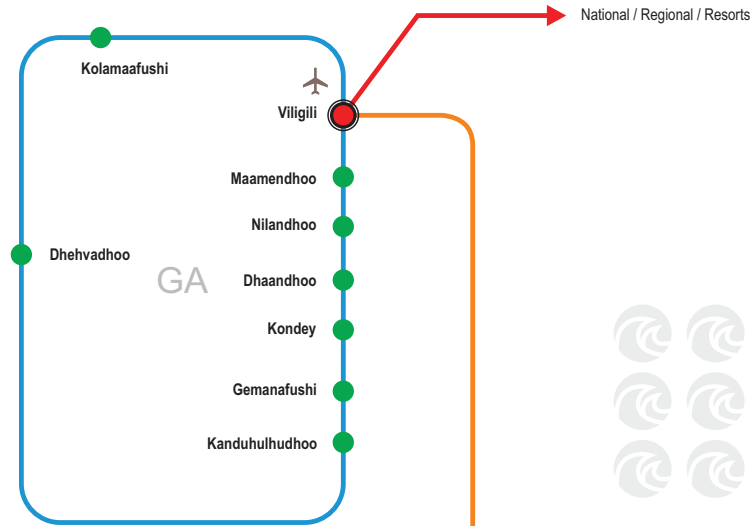 National / Regional / Resorts
Kolamaafushi
Viligili
Maamendhoo
Nilandhoo
Dhehvadhoo
GA
Dhaandhoo
Kondey
Gemanafushi
Kanduhulhudhoo